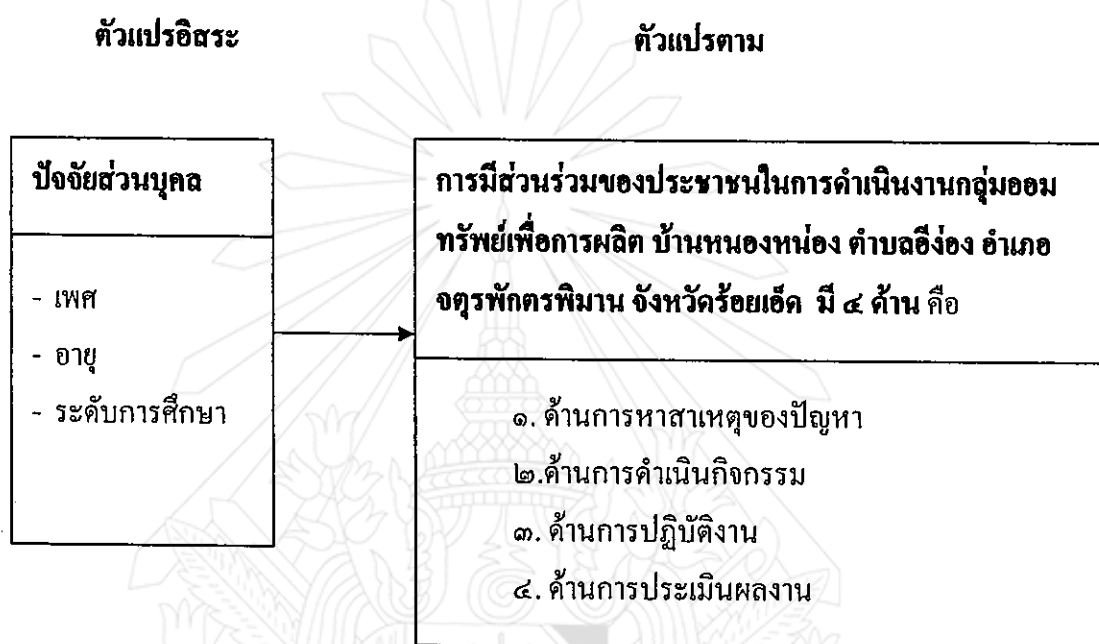 ตัวแปรอิสระ
ตัวแปรตาม
ปัจจัยส่วนบุคคล
- เพศ
- อายุ
- ระดับการศึกษา
การมีส่วนร่วมของประชาชนในการดำเนินงานกลุ่มออม
ทรัพย์เพื่อการผลิต บ้านหนองหน่อง ตำบลอีง่อง อำเภอ
จตุรพักตรพิมาน จังหวัดร้อยเอ็ด มี ๔ ด้าน คือ
๑. ด้านการหาสาเหตุของปัญหา
๒.ด้านการดำเนินกิจกรรม
๓. ด้านการปฏิบัติงาน
๔. ด้านการประเมินผลงาน